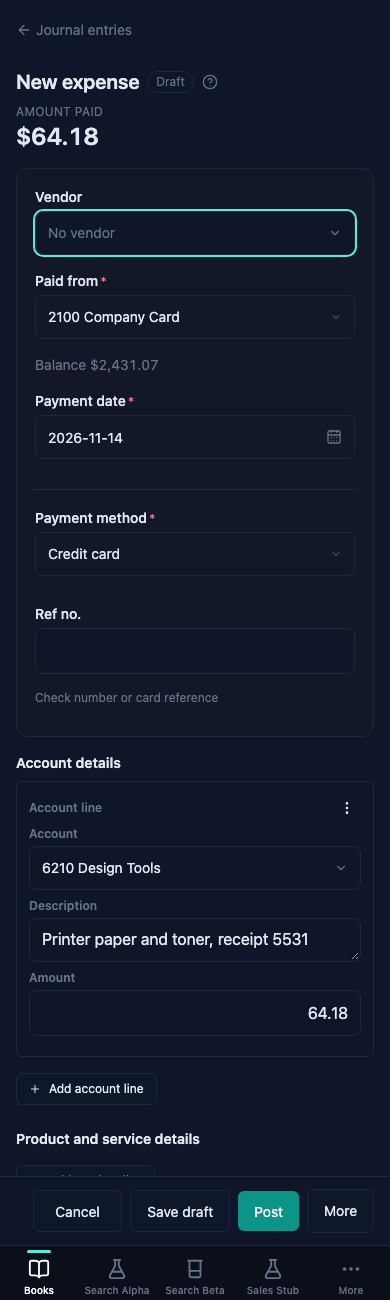 Journal entries
New expense Draft
AMOUNT PAID
$64.18
Vendor
No vendor
Paid from *
2100 Company Card
Balance $2,431.07
Payment date *
2026-11-14
Payment method *
Credit card
Ref no.
Check number or card reference
Account details
Account line
Account
6210 Design Tools
Description
Printer paper and toner, receipt 5531
Amount
64.18
+ Add account line
Product and service details
Cancel Save draft Post More
Books Search Alpha Search Beta Sales Stub More